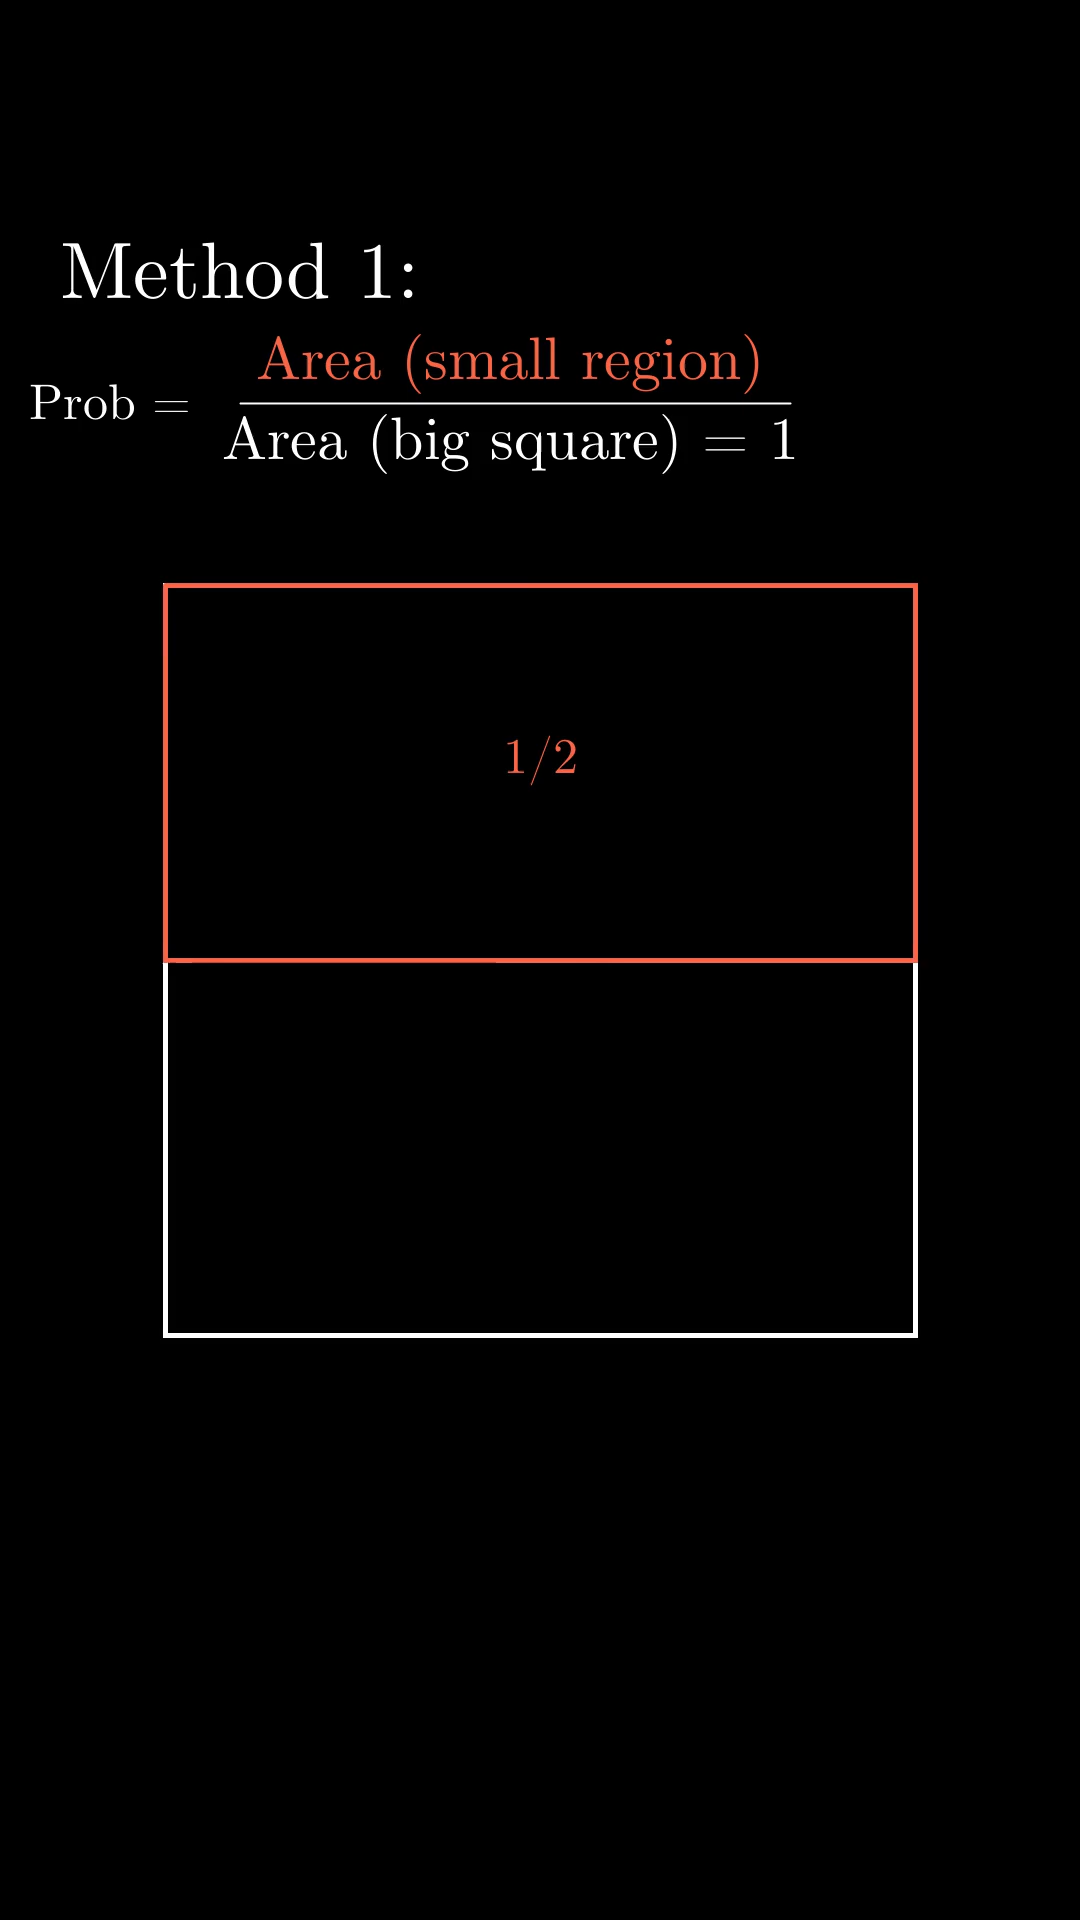 Method 1:
Area (small region)
Prob =
Area (big square) = 1
1/2